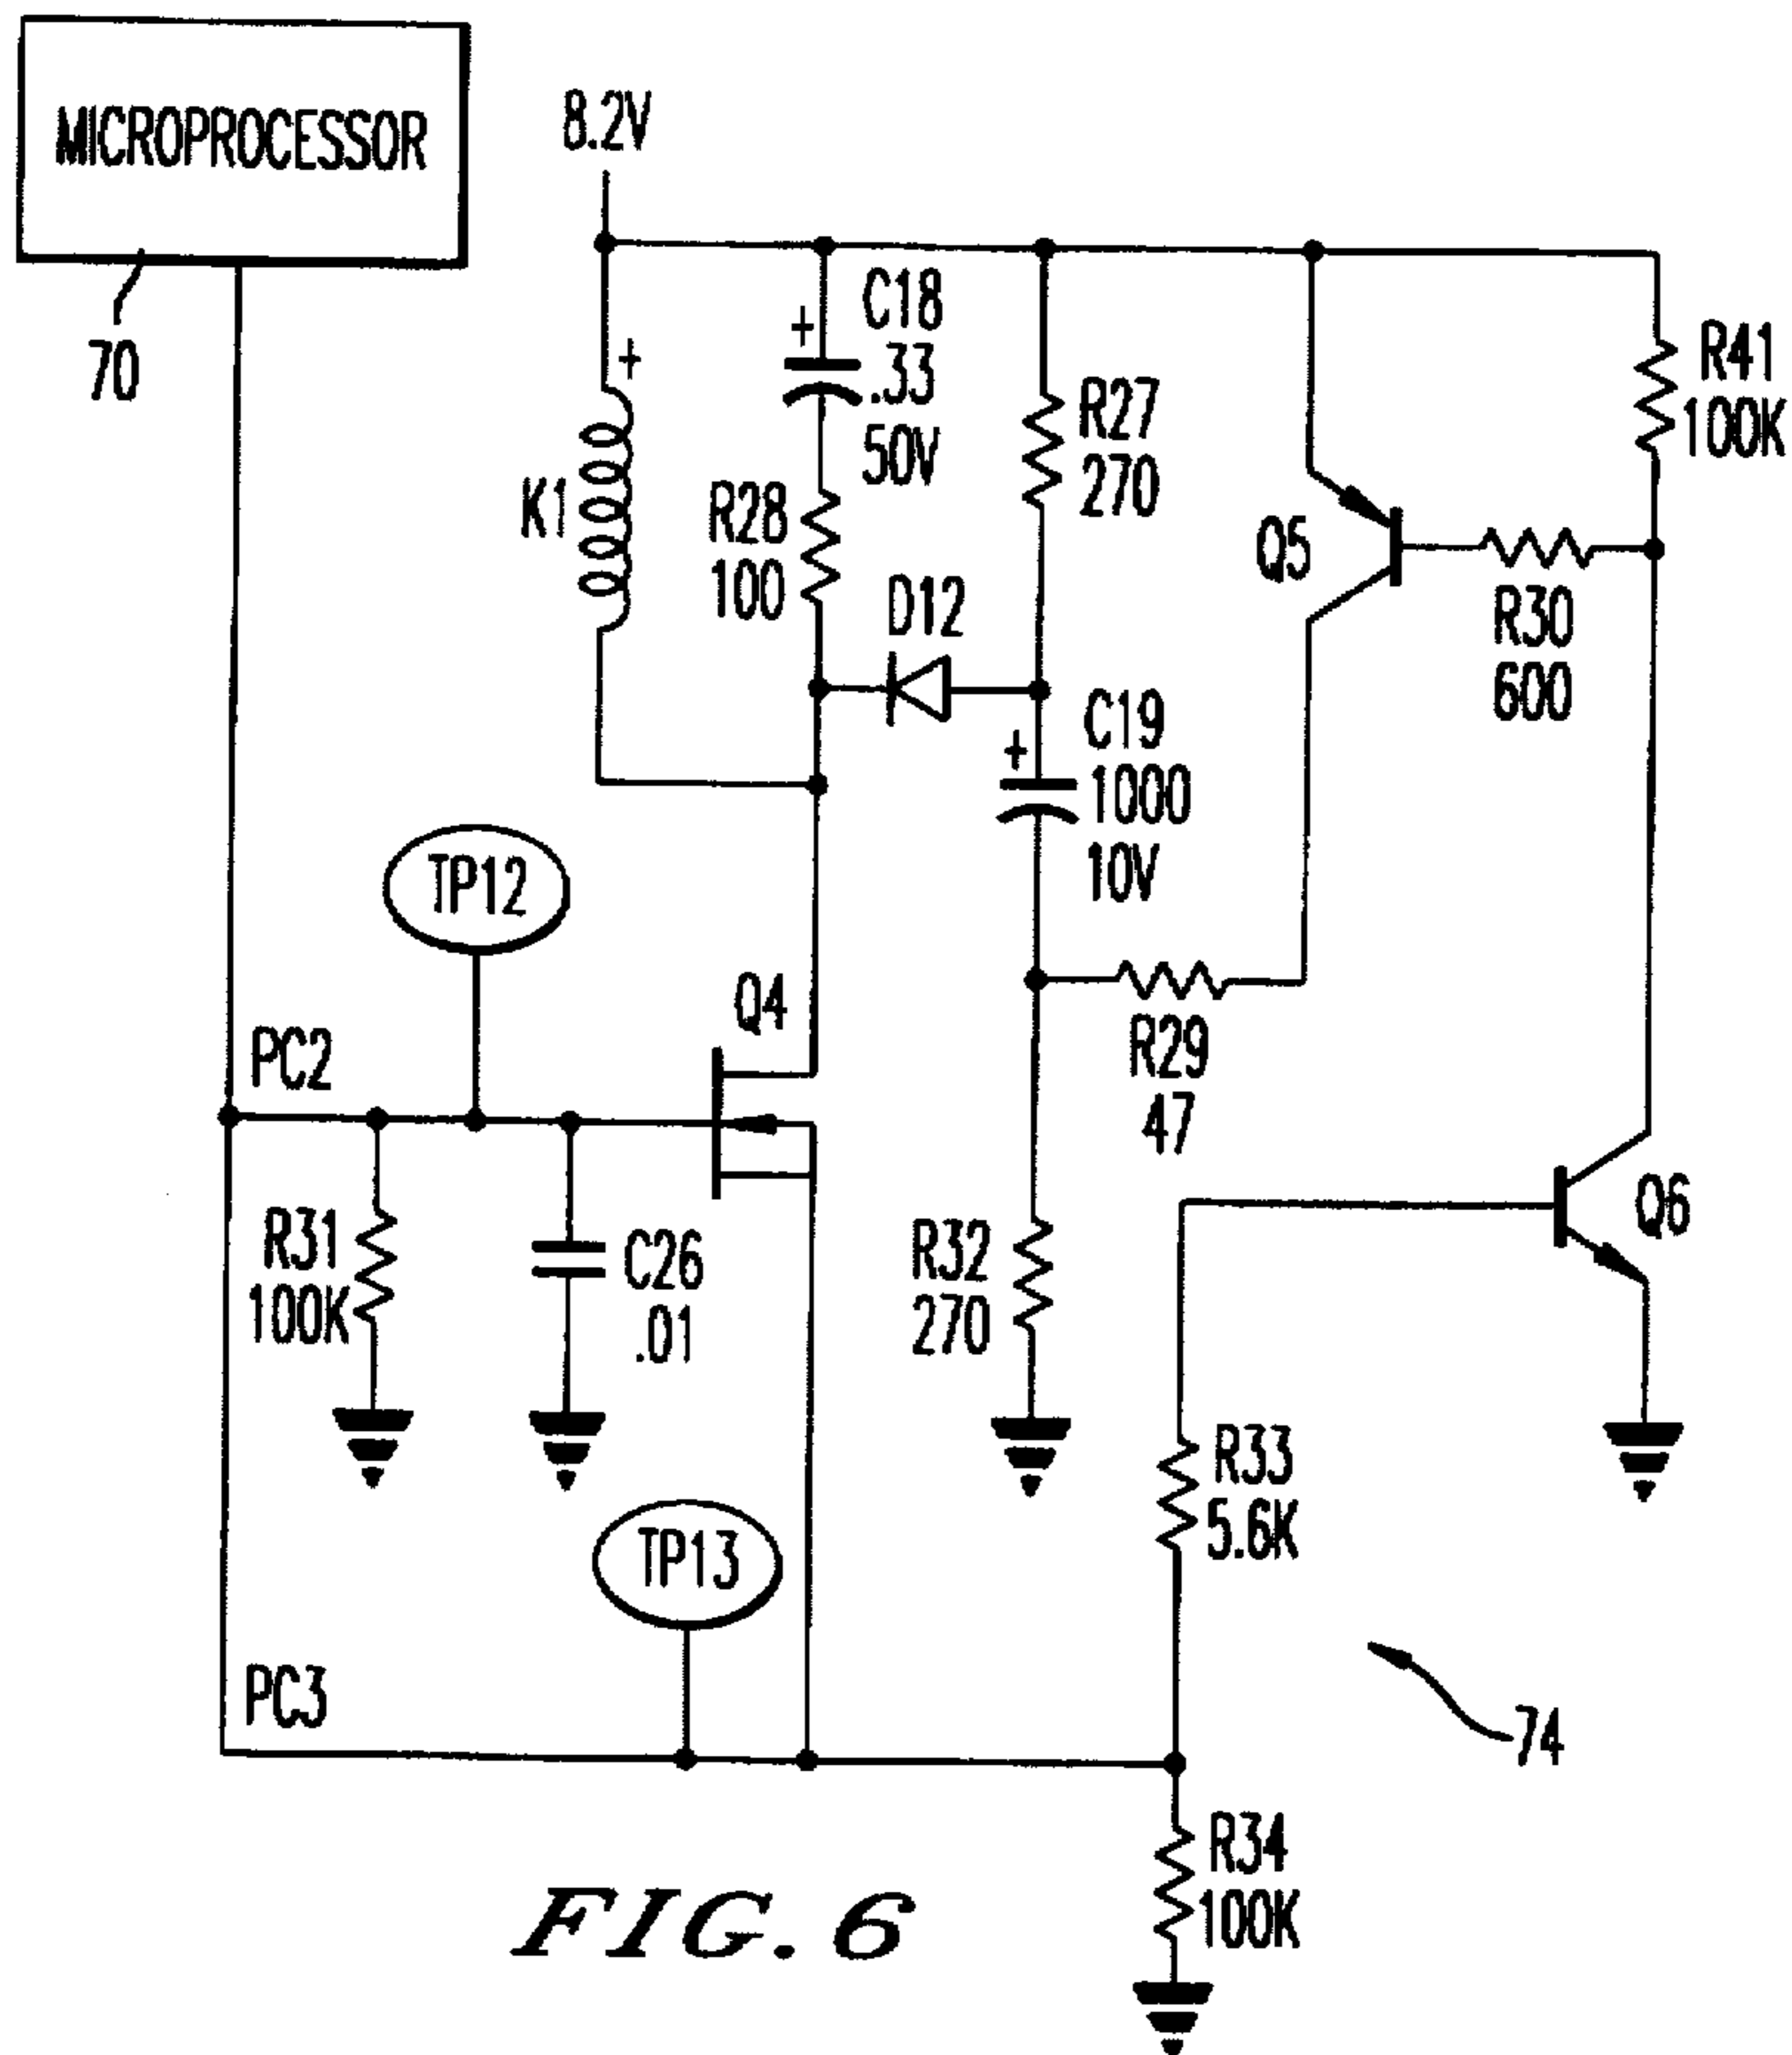 MICROPROCESSOR
70
8.2V
+
K1
+
C18
.33
50V
R28
100
R27
270
R41
100K
Q5
R30
600
D12
+
C19
1000
10V
TP12
Q4
R29
47
PC2
R31
100K
C26
.01
R32
270
Q6
R33
5.6K
TP13
PC3
74
R34
100K
FIG. 6